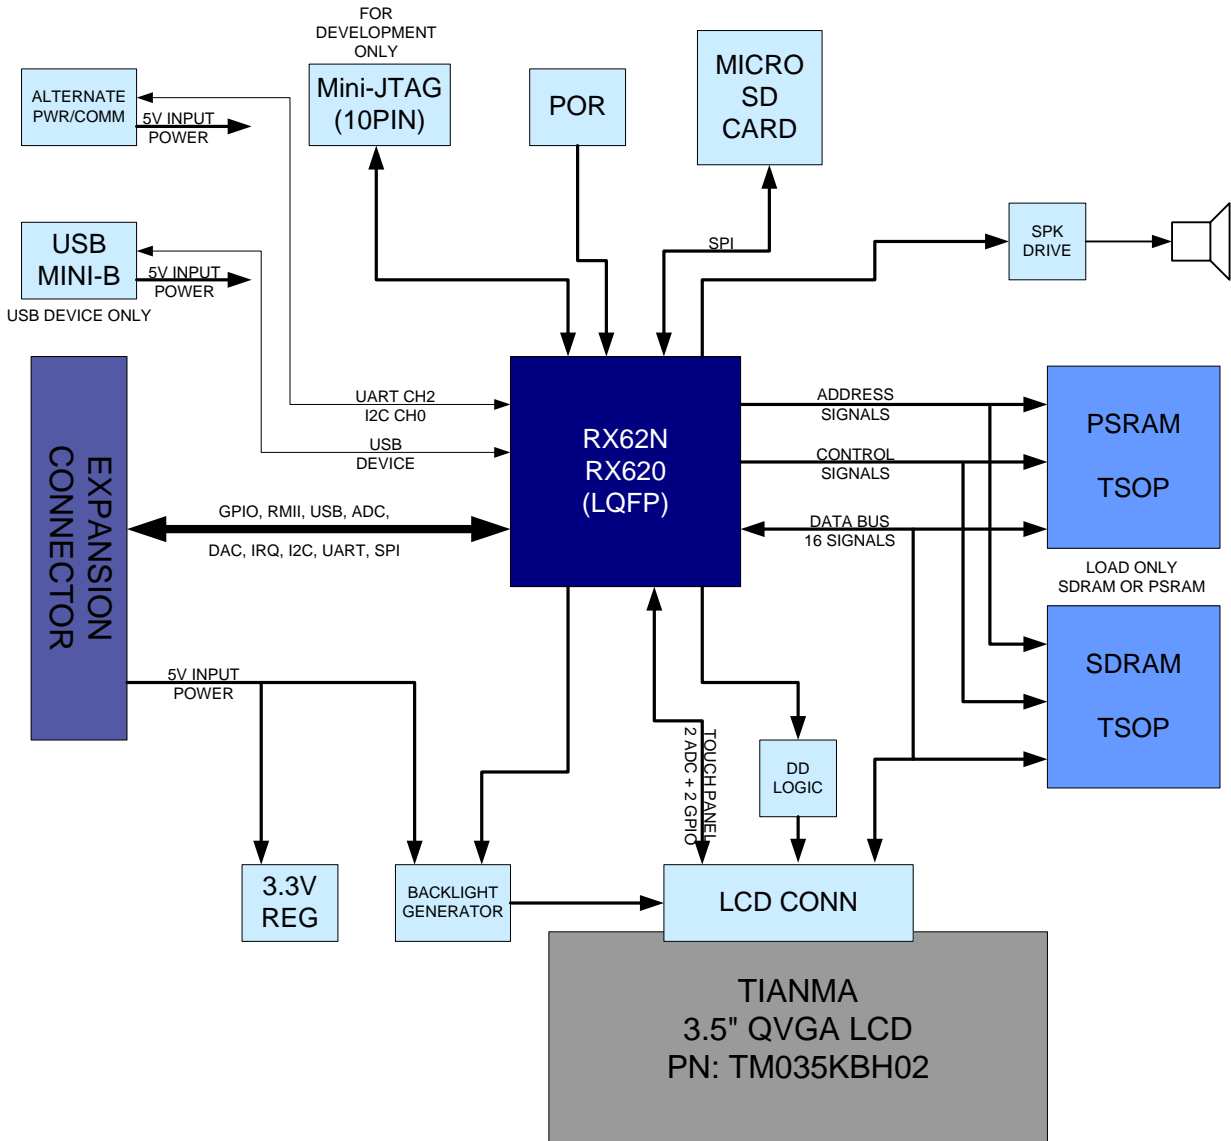 FOR
DEVELOPMENT
ONLY
Mini-JTAG
(10PIN)
POR
MICRO
SD
CARD
ALTERNATE
PWR/COMM
5V INPUT
POWER
USB
MINI-B
5V INPUT
POWER
USB DEVICE ONLY
SPI
SPK
DRIVE
EXPANSION
CONNECTOR
UART CH2
I2C CH0
USB
DEVICE
GPIO, RMII, USB, ADC,
DAC, IRQ, I2C, UART, SPI
RX62N
RX620
(LQFP)
ADDRESS
SIGNALS
CONTROL
SIGNALS
DATA BUS
16 SIGNALS
PSRAM
TSOP
LOAD ONLY
SDRAM OR PSRAM
SDRAM
TSOP
5V INPUT
POWER
TOUCH PANEL
2 ADC + 2 GPIO
DD
LOGIC
3.3V
REG
BACKLIGHT
GENERATOR
LCD CONN
TIANMA
3.5" QVGA LCD
PN: TM035KBH02